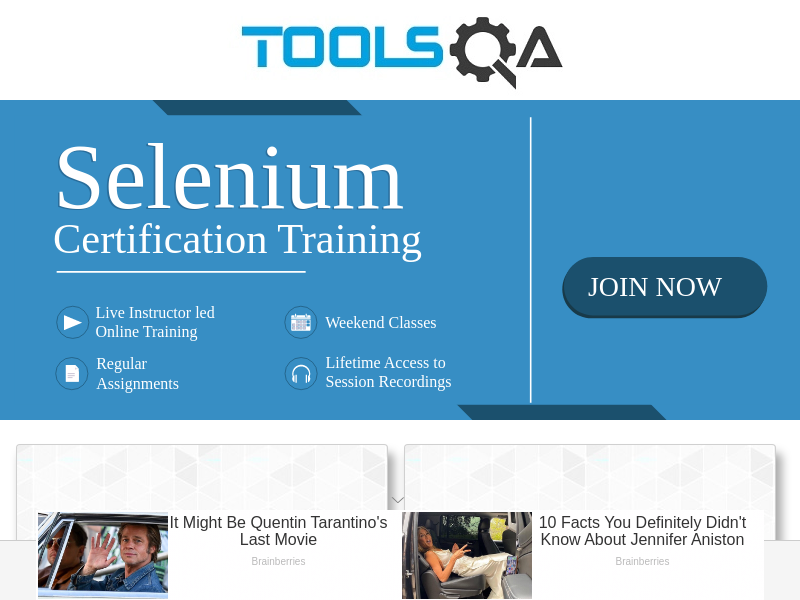 TOOLSQA
Selenium
Certification Training
Live Instructor led
Online Training
Weekend Classes
Regular
Assignments
Lifetime Access to
Session Recordings
JOIN NOW
It Might Be Quentin Tarantino's
Last Movie
Brainberries
10 Facts You Definitely Didn't
Know About Jennifer Aniston
Brainberries